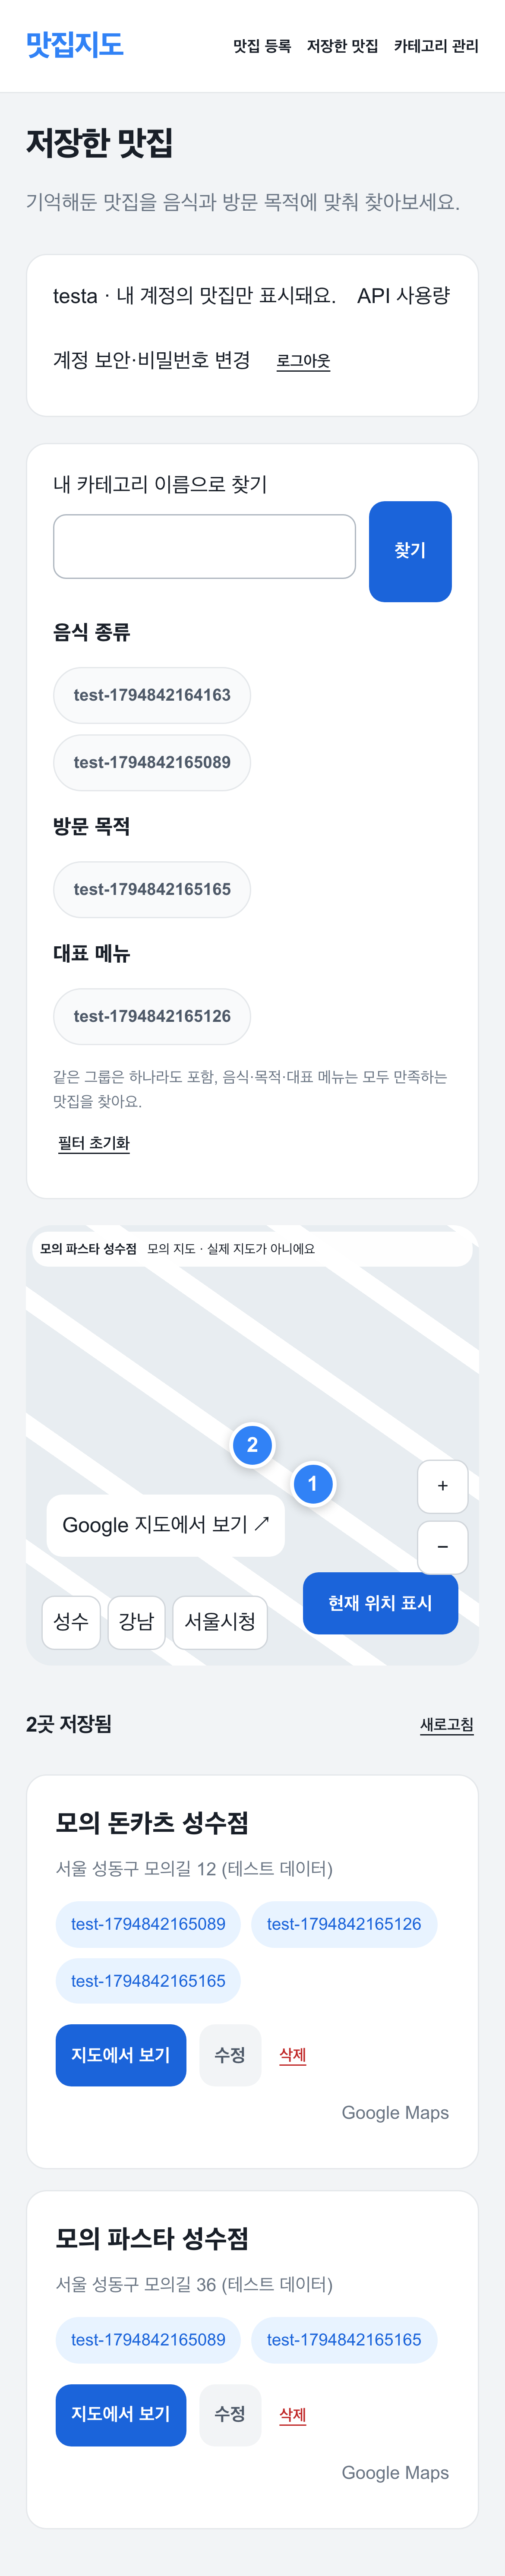 맛집지도 맛집 등록 저장한 맛집 카테고리 관리
저장한 맛집
기억해둔 맛집을 음식과 방문 목적에 맞춰 찾아보세요.
testa · 내 계정의 맛집만 표시돼요. API 사용량
계정 보안·비밀번호 변경 로그아웃
내 카테고리 이름으로 찾기
찾기
음식 종류
test-1794842164163
test-1794842165089
방문 목적
test-1794842165165
대표 메뉴
test-1794842165126
같은 그룹은 하나라도 포함, 음식·목적·대표 메뉴는 모두 만족하는
맛집을 찾아요.
필터 초기화
모의 파스타 성수점 모의 지도 · 실제 지도가 아니에요
2
1
+
Google 지도에서 보기 ↗
−
현재 위치 표시
성수 강남 서울시청
2곳 저장됨 새로고침
모의 돈카츠 성수점
서울 성동구 모의길 12 (테스트 데이터)
test-1794842165089 test-1794842165126
test-1794842165165
지도에서 보기 수정 삭제
Google Maps
모의 파스타 성수점
서울 성동구 모의길 36 (테스트 데이터)
test-1794842165089 test-1794842165165
지도에서 보기 수정 삭제
Google Maps